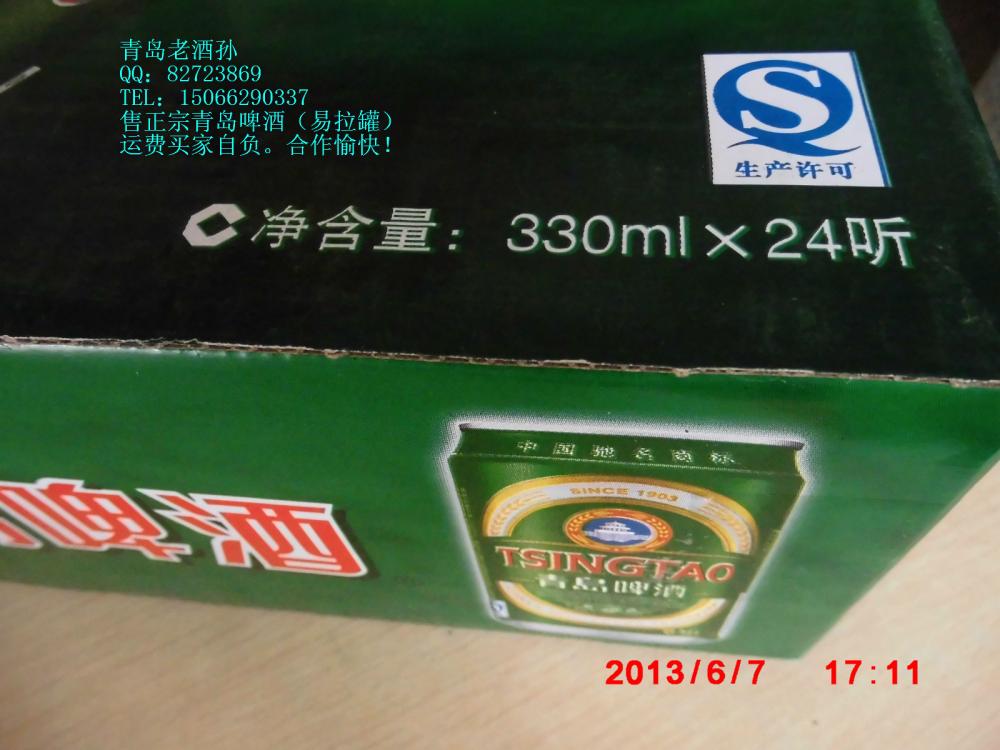 青岛老酒孙
QQ：82723869
TEL：15066290337
售正宗青岛啤酒（易拉罐）
运费买家自负。合作愉快！
生产许可
净含量：330ml×24听
中国驰名商标
SINCE 1903
TSINGTAO
青岛啤酒
啤酒
2013/6/7 17:11